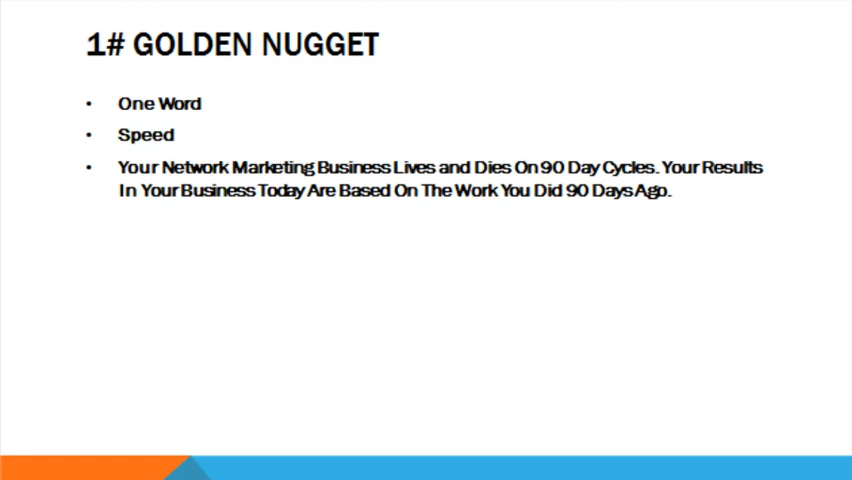 1# GOLDEN NUGGET
• One Word
• Speed
• Your Network Marketing Business Lives and Dies On 90 Day Cycles. Your Results
In Your Business Today Are Based On The Work You Did 90 Days Ago.